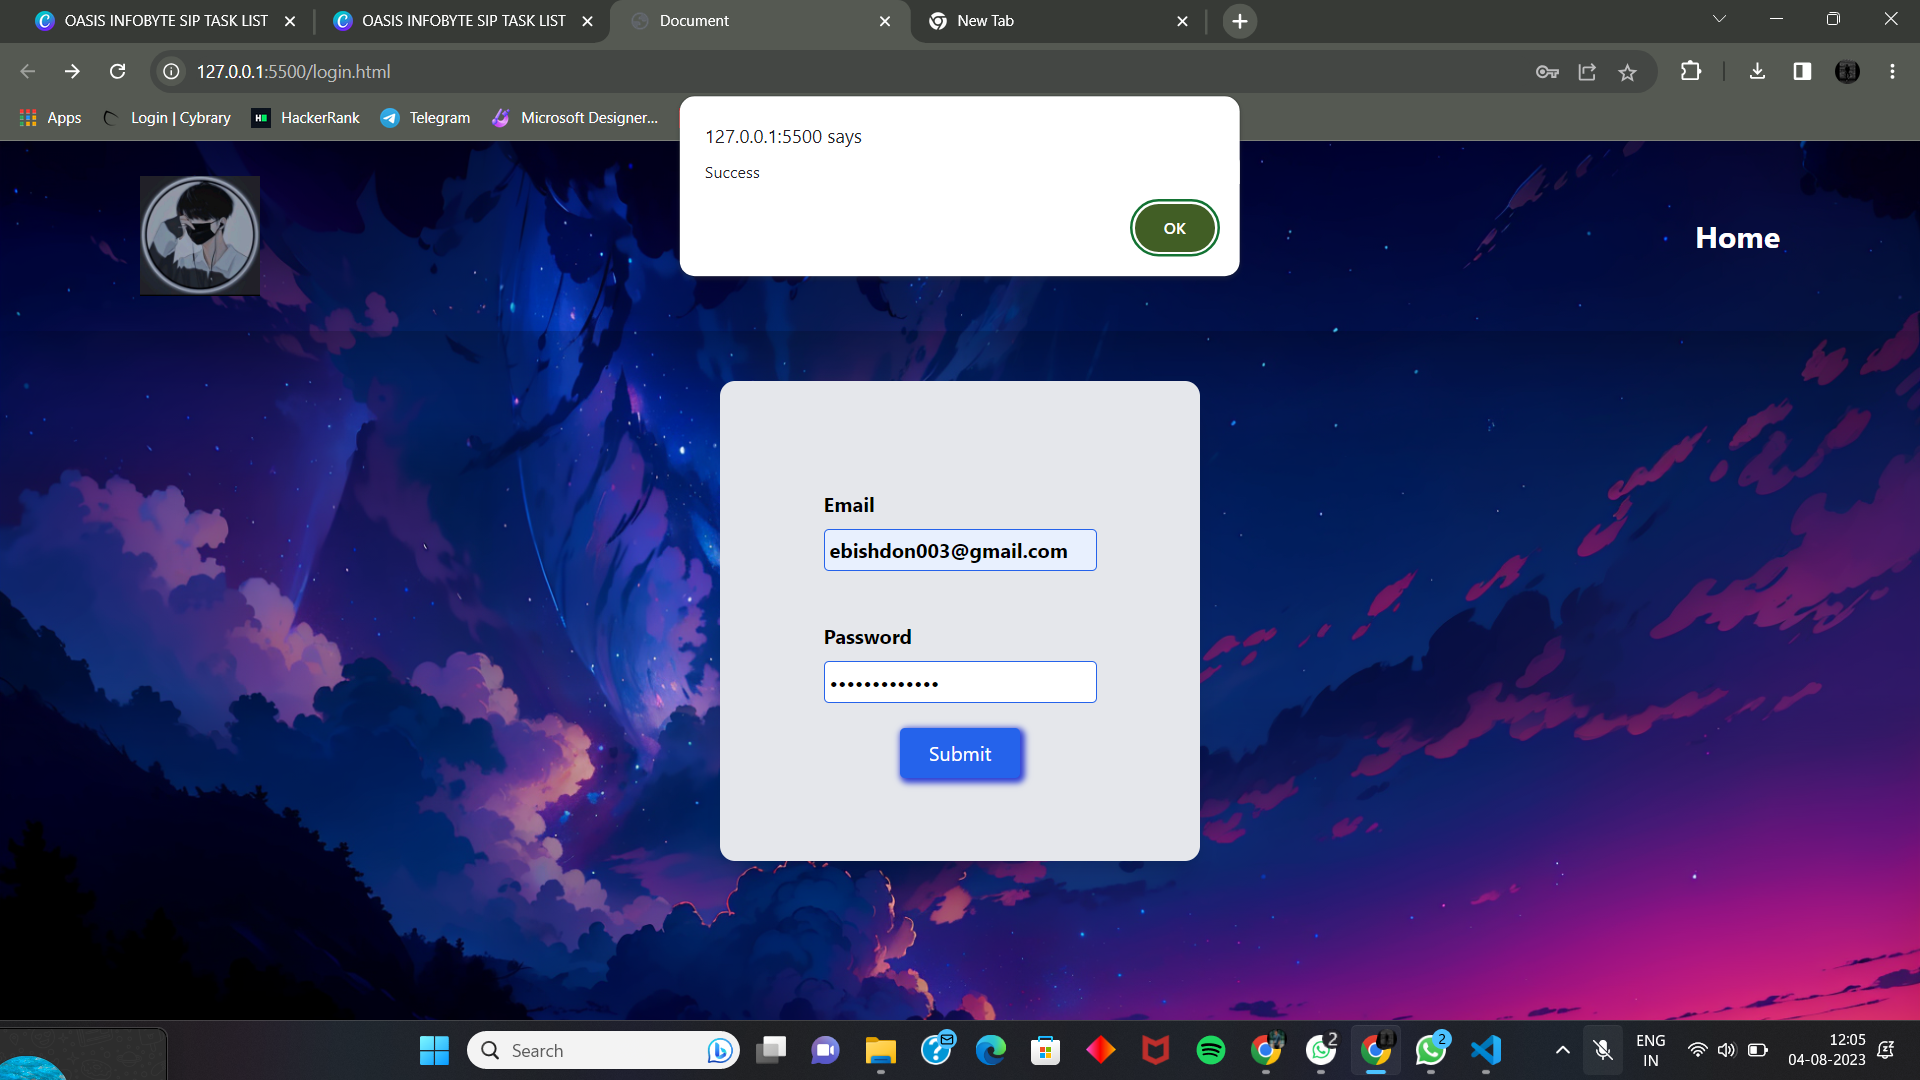 OASIS INFOBYTE SIP TASK LIST
OASIS INFOBYTE SIP TASK LIST
Document
New Tab
127.0.0.1:5500/login.html
Apps
Login | Cybrary
HackerRank
Telegram
Microsoft Designer...
127.0.0.1:5500 says
Success
OK
Home
Email
ebishdon003@gmail.com
Password
Submit
Search
2
2
ENG
IN
12:05
04-08-2023